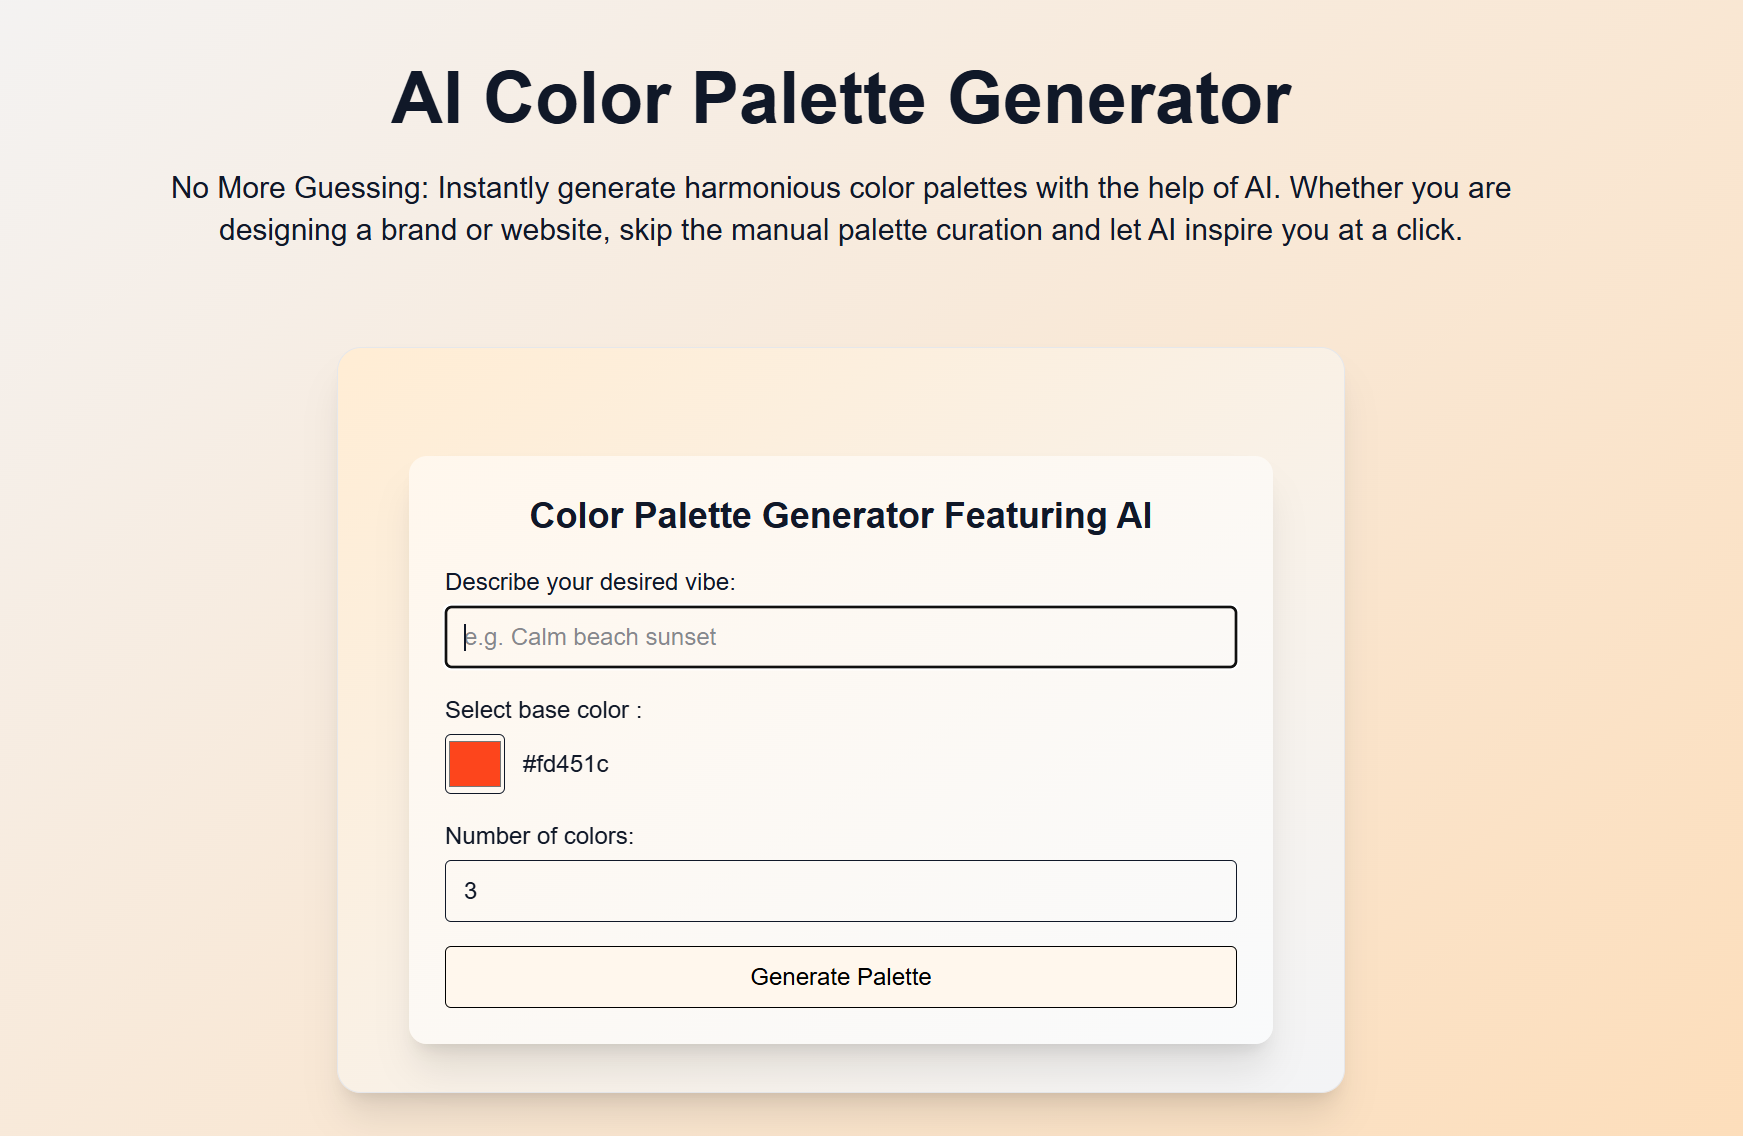 AI Color Palette Generator
No More Guessing: Instantly generate harmonious color palettes with the help of AI. Whether you are
designing a brand or website, skip the manual palette curation and let AI inspire you at a click.
Color Palette Generator Featuring AI
Describe your desired vibe:
e.g. Calm beach sunset
Select base color :
#fd451c
Number of colors:
3
Generate Palette